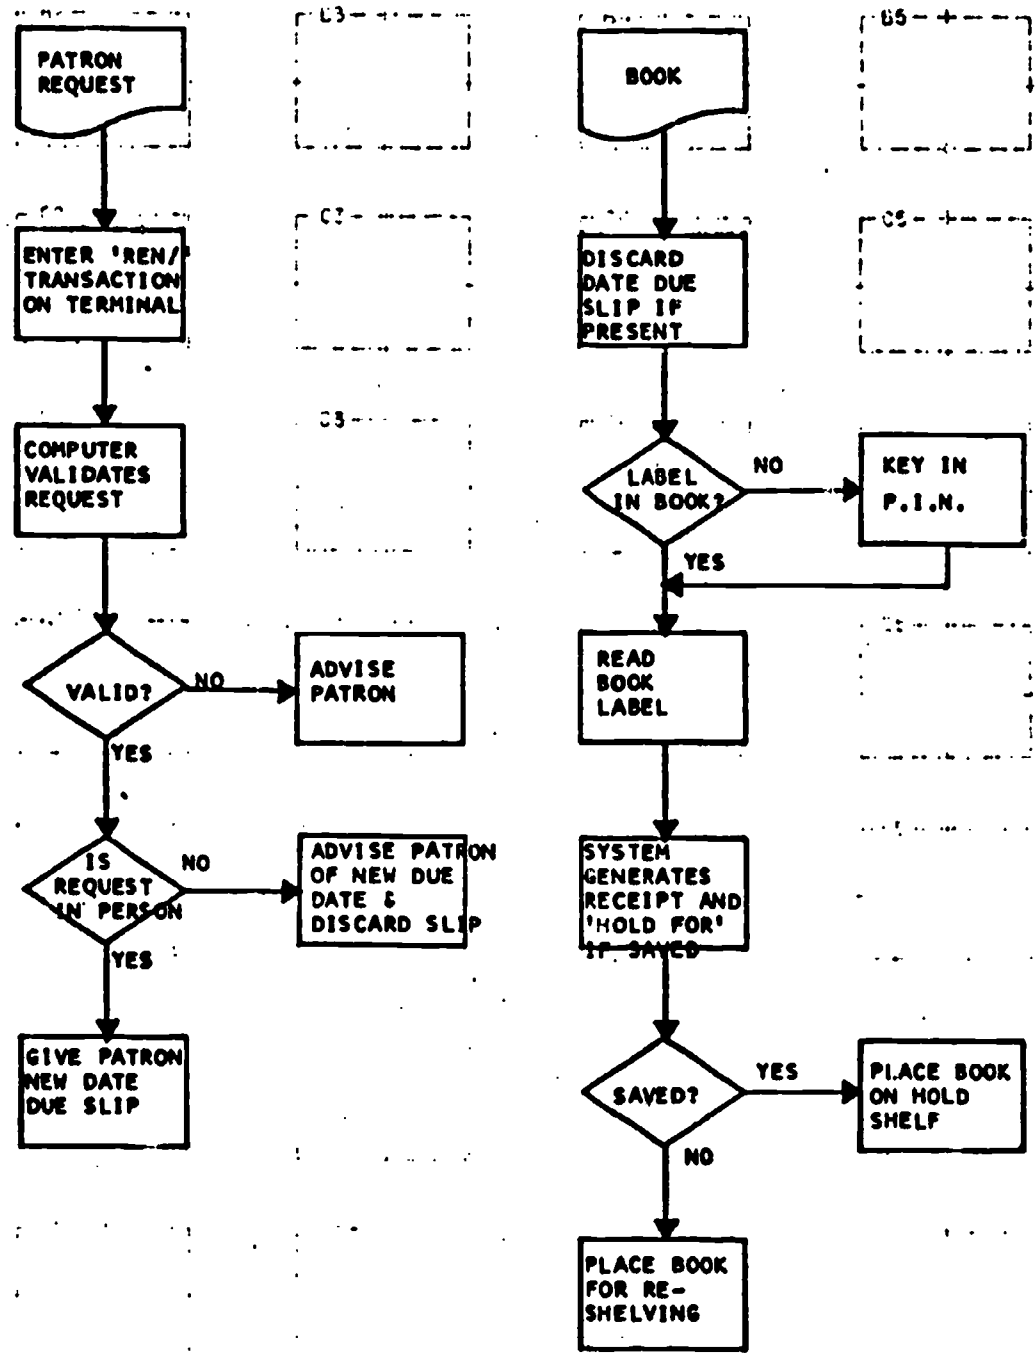 PATRON
REQUEST
ENTER 'REN/'
TRANSACTION
ON TERMINAL
COMPUTER
VALIDATES
REQUEST
VALID?
NO
ADVISE
PATRON
YES
IS
REQUEST
IN PERSON
NO
ADVISE PATRON
OF NEW DUE
DATE &
DISCARD SLIP
YES
GIVE PATRON
NEW DATE
DUE SLIP
BOOK
DISCARD
DATE DUE
SLIP IF
PRESENT
LABEL
IN BOOK?
NO
KEY IN
P.I.N.
YES
READ
BOOK
LABEL
SYSTEM
GENERATES
RECEIPT AND
'HOLD FOR'
IF SAVED
SAVED?
YES
PLACE BOOK
ON HOLD
SHELF
NO
PLACE BOOK
FOR RE-
SHELVING